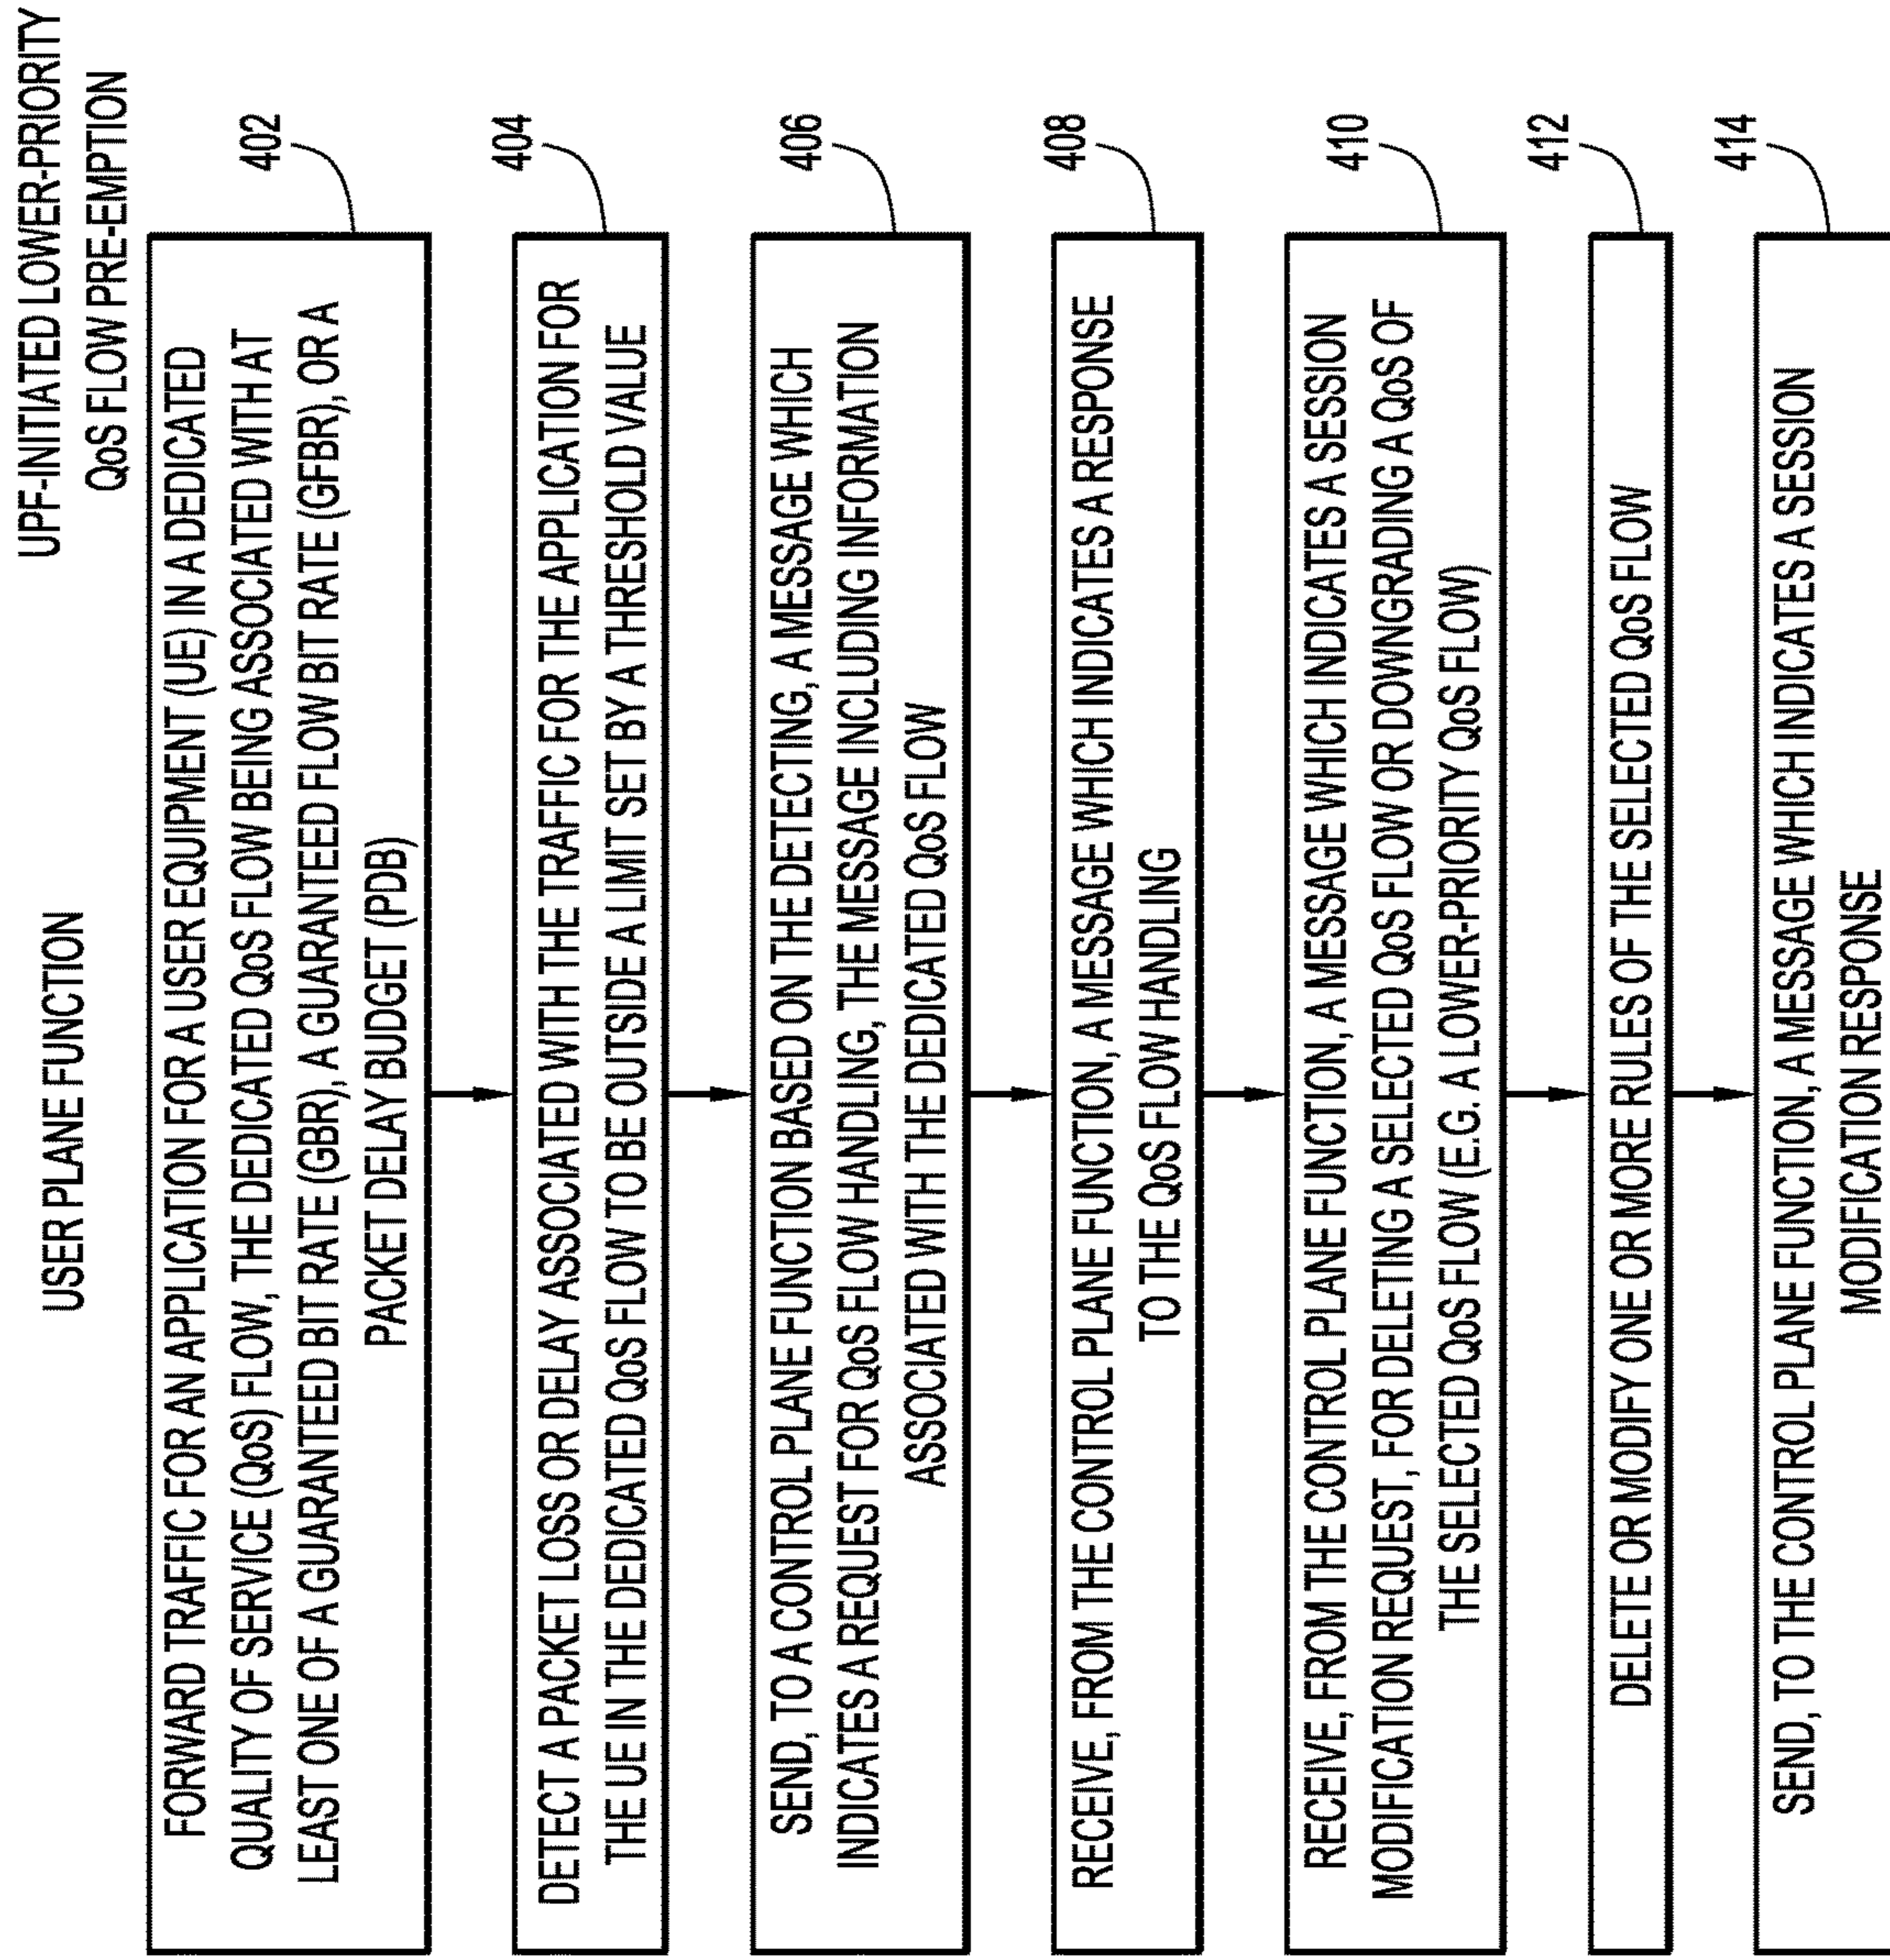 UPF-INITIATED LOWER-PRIORITY
QoS FLOW PRE-EMPTION
USER PLANE FUNCTION
402
FORWARD TRAFFIC FOR AN APPLICATION FOR A USER EQUIPMENT (UE) IN A DEDICATED
QUALITY OF SERVICE (QoS) FLOW, THE DEDICATED QoS FLOW BEING ASSOCIATED WITH AT
LEAST ONE OF A GUARANTEED BIT RATE (GBR), A GUARANTEED FLOW BIT RATE (GFBR), OR A
PACKET DELAY BUDGET (PDB)
404
DETECT A PACKET LOSS OR DELAY ASSOCIATED WITH THE TRAFFIC FOR THE APPLICATION FOR
THE UE IN THE DEDICATED QoS FLOW TO BE OUTSIDE A LIMIT SET BY A THRESHOLD VALUE
406
SEND, TO A CONTROL PLANE FUNCTION BASED ON THE DETECTING, A MESSAGE WHICH
INDICATES A REQUEST FOR QoS FLOW HANDLING, THE MESSAGE INCLUDING INFORMATION
ASSOCIATED WITH THE DEDICATED QoS FLOW
408
RECEIVE, FROM THE CONTROL PLANE FUNCTION, A MESSAGE WHICH INDICATES A RESPONSE
TO THE QoS FLOW HANDLING
410
RECEIVE, FROM THE CONTROL PLANE FUNCTION, A MESSAGE WHICH INDICATES A SESSION
MODIFICATION REQUEST, FOR DELETING A SELECTED QoS FLOW OR DOWNGRADING A QoS OF
THE SELECTED QoS FLOW (E.G. A LOWER-PRIORITY QoS FLOW)
412
DELETE OR MODIFY ONE OR MORE RULES OF THE SELECTED QoS FLOW
414
SEND, TO THE CONTROL PLANE FUNCTION, A MESSAGE WHICH INDICATES A SESSION
MODIFICATION RESPONSE